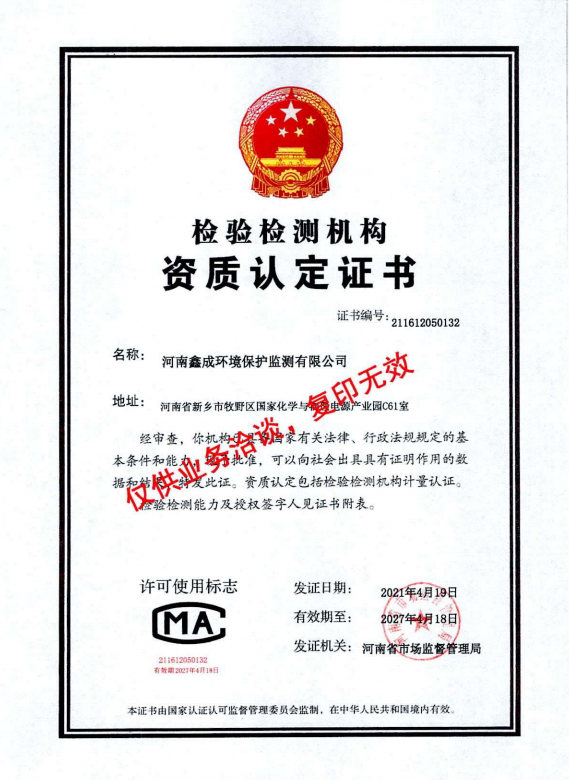 检验检测机构
资质认定证书
证书编号: 211612050132
名称: 河南鑫成环境保护监测有限公司
地址: 河南省新乡市牧野区国家化学与 电源产业园C61室
经审查，你机构已具备国家有关法律、行政法规规定的基
本条件和能力，现予批准，可以向社会出具具有证明作用的数
据和结果，特发此证。资质认定包括检验检测机构计量认证。
检验检测能力及授权签字人见证书附表。
仅供业务洽谈，复印无效
许可使用标志
MA
211612050132
有效期2027年4月18日
发证日期: 2021年4月19日
有效期至: 2027年4月18日
发证机关: 河南省市场监督管理局
本证书由国家认证认可监督管理委员会监制，在中华人民共和国境内有效。